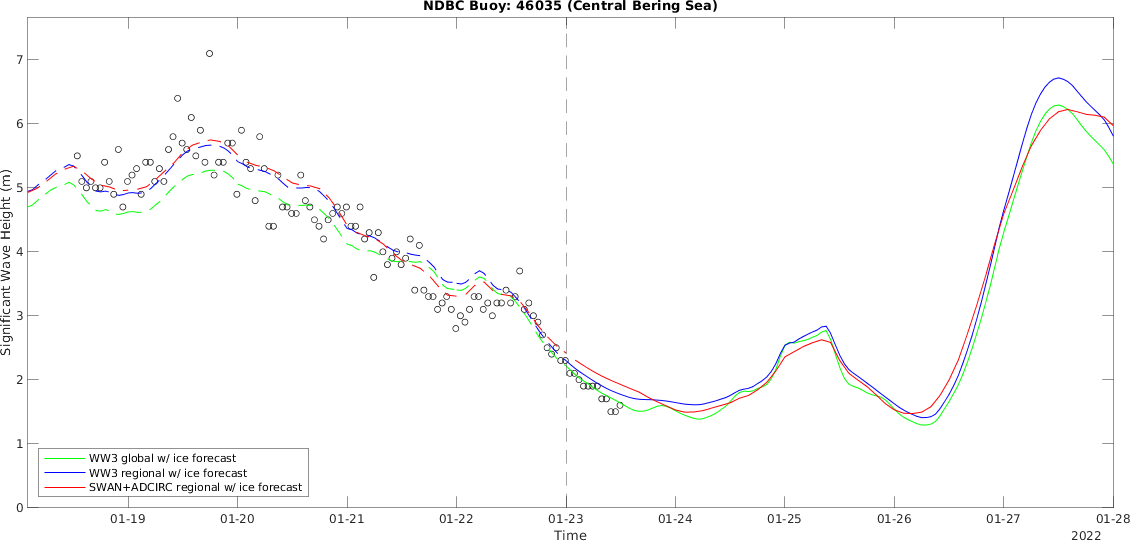 NDBC Buoy: 46035 (Central Bering Sea)
7
6
5
4
3
2
1
0
Significant Wave Height (m)
WW3 global w/ ice forecast
WW3 regional w/ ice forecast
SWAN+ADCIRC regional w/ ice forecast
01-19 01-20 01-21 01-22 01-23 01-24 01-25 01-26 01-27 01-28
Time
2022